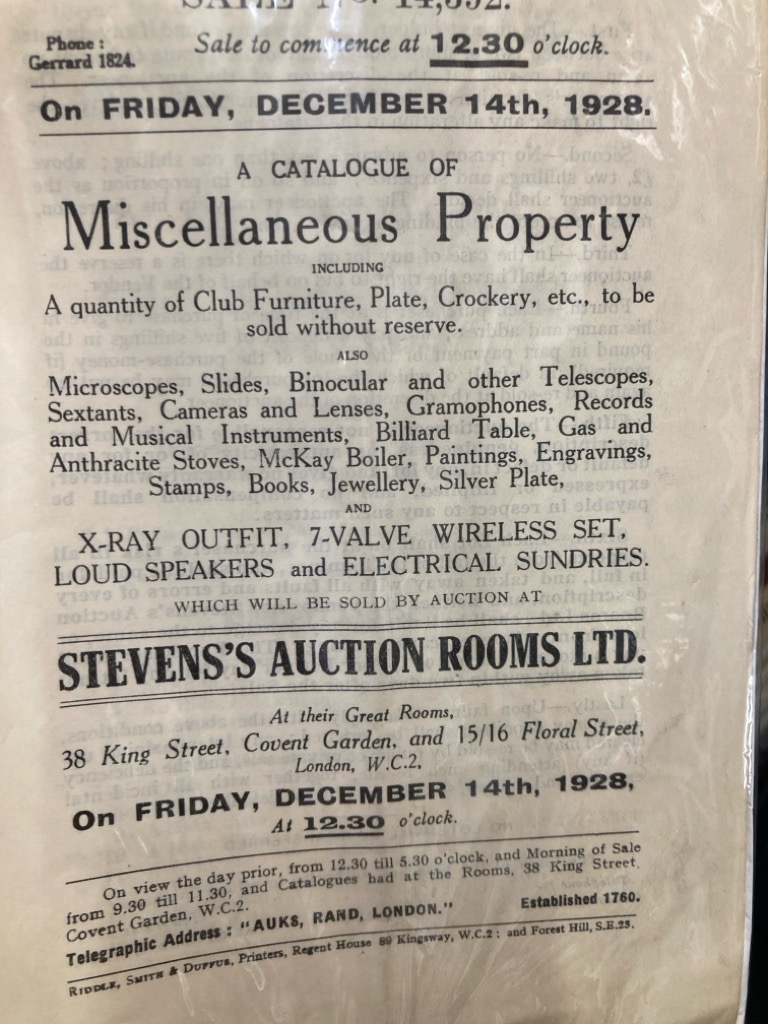 SALE No. 14,592.
Phone :
Gerrard 1824.
Sale to commence at 12.30 o'clock.
On FRIDAY, DECEMBER 14th, 1928.
A CATALOGUE OF
Miscellaneous Property
INCLUDING
A quantity of Club Furniture, Plate, Crockery, etc., to be
sold without reserve.
ALSO
Microscopes, Slides, Binocular and other Telescopes,
Sextants, Cameras and Lenses, Gramophones, Records
and Musical Instruments, Billiard Table, Gas and
Anthracite Stoves, McKay Boiler, Paintings, Engravings,
Stamps, Books, Jewellery, Silver Plate,
AND
X-RAY OUTFIT, 7-VALVE WIRELESS SET,
LOUD SPEAKERS and ELECTRICAL SUNDRIES.
WHICH WILL BE SOLD BY AUCTION AT
STEVENS'S AUCTION ROOMS LTD.
At their Great Rooms,
38 King Street, Covent Garden, and 15/16 Floral Street,
London, W.C.2,
On FRIDAY, DECEMBER 14th, 1928,
At 12.30 o'clock.
On view the day prior, from 12.30 till 5.30 o'clock, and Morning of Sale
from 9.30 till 11.30, and Catalogues had at the Rooms, 38 King Street,
Covent Garden, W.C.2.
Telegraphic Address : "AUKS, RAND, LONDON." Established 1760.
RIDDLE, SMITH & DUFFUS, Printers, Regent House 89 Kingsway, W.C.2 ; and Forest Hill, S.E.23.